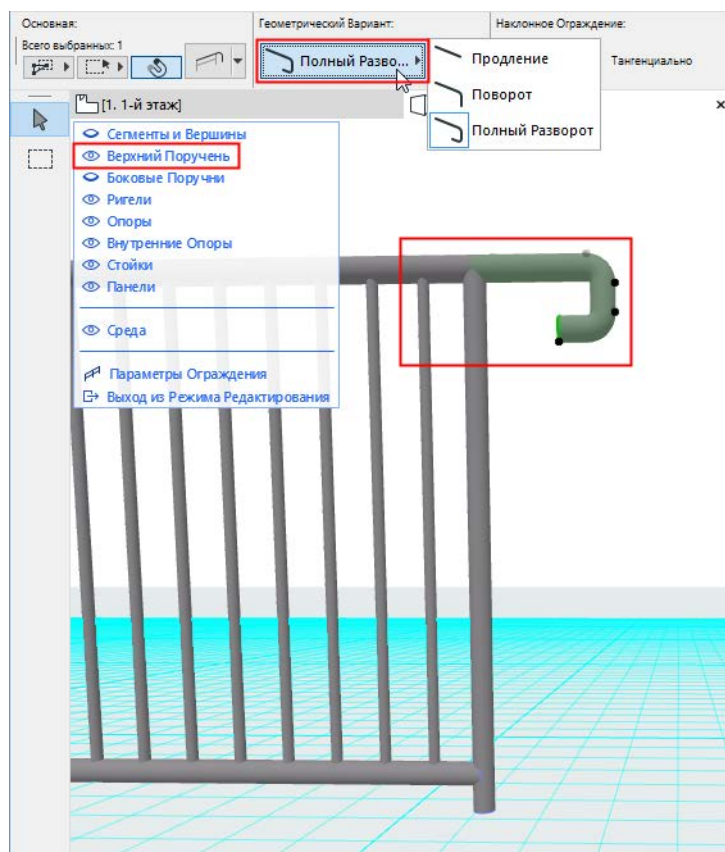 Основная:
Геометрический Вариант:
Наклонное Ограждение:
Всего выбранных: 1
Полный Разво...
Продление
Тангенциально
Поворот
[1. 1-й этаж]
Полный Разворот
Сегменты и Вершины
Верхний Поручень
Боковые Поручни
Ригели
Опоры
Внутренние Опоры
Стойки
Панели
Среда
Параметры Ограждения
Выход из Режима Редактирования